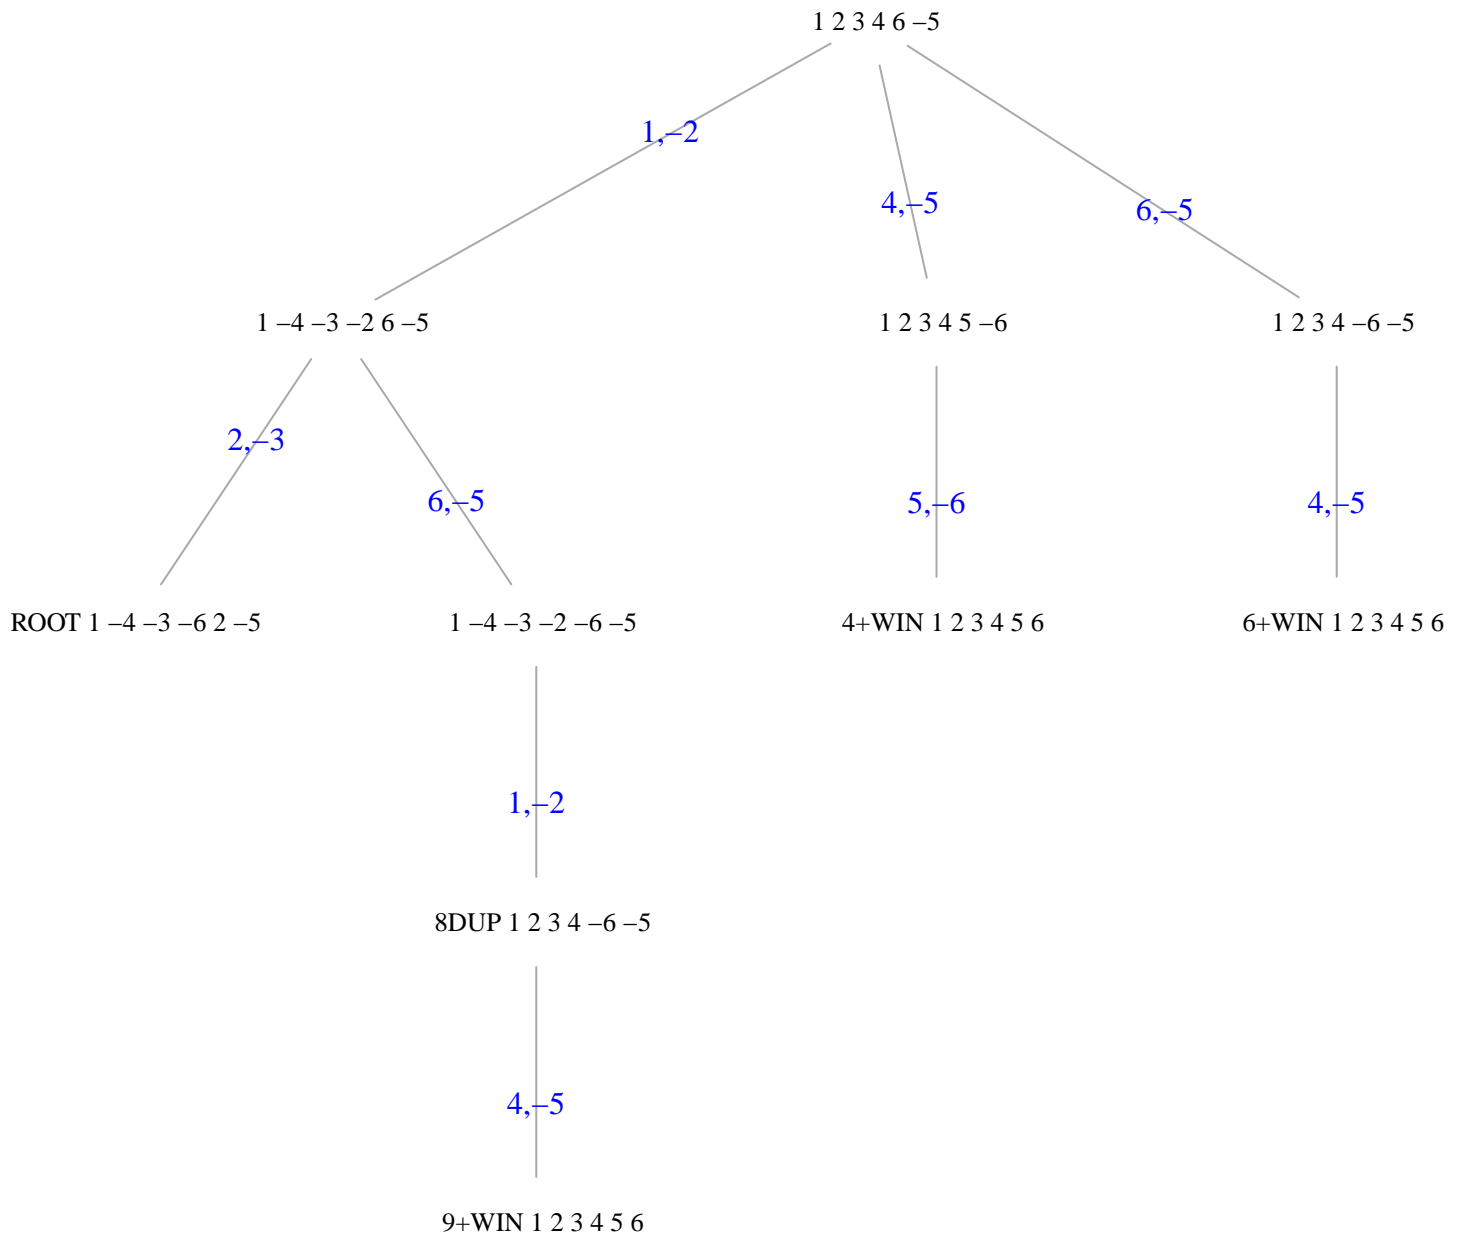 1 2 3 4 6 –5
1,–2
4,–5
6,–5
1 –4 –3 –2 6 –5
1 2 3 4 5 –6
1 2 3 4 –6 –5
2,–3
6,–5
5,–6
4,–5
ROOT 1 –4 –3 –6 2 –5
1 –4 –3 –2 –6 –5
4+WIN 1 2 3 4 5 6
6+WIN 1 2 3 4 5 6
1,–2
8DUP 1 2 3 4 –6 –5
4,–5
9+WIN 1 2 3 4 5 6